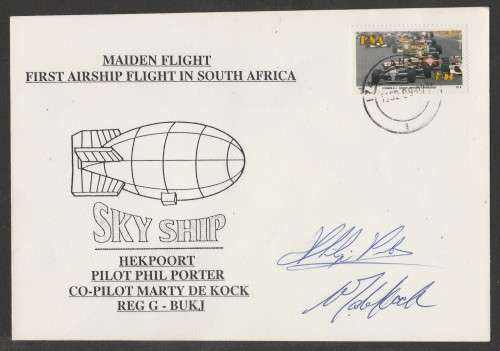 MAIDEN FLIGHT
FIRST AIRSHIP FLIGHT IN SOUTH AFRICA
RSA
SKY SHIP
HEKPOORT
PILOT PHIL PORTER
CO-PILOT MARTY DE KOCK
REG G - BUKJ